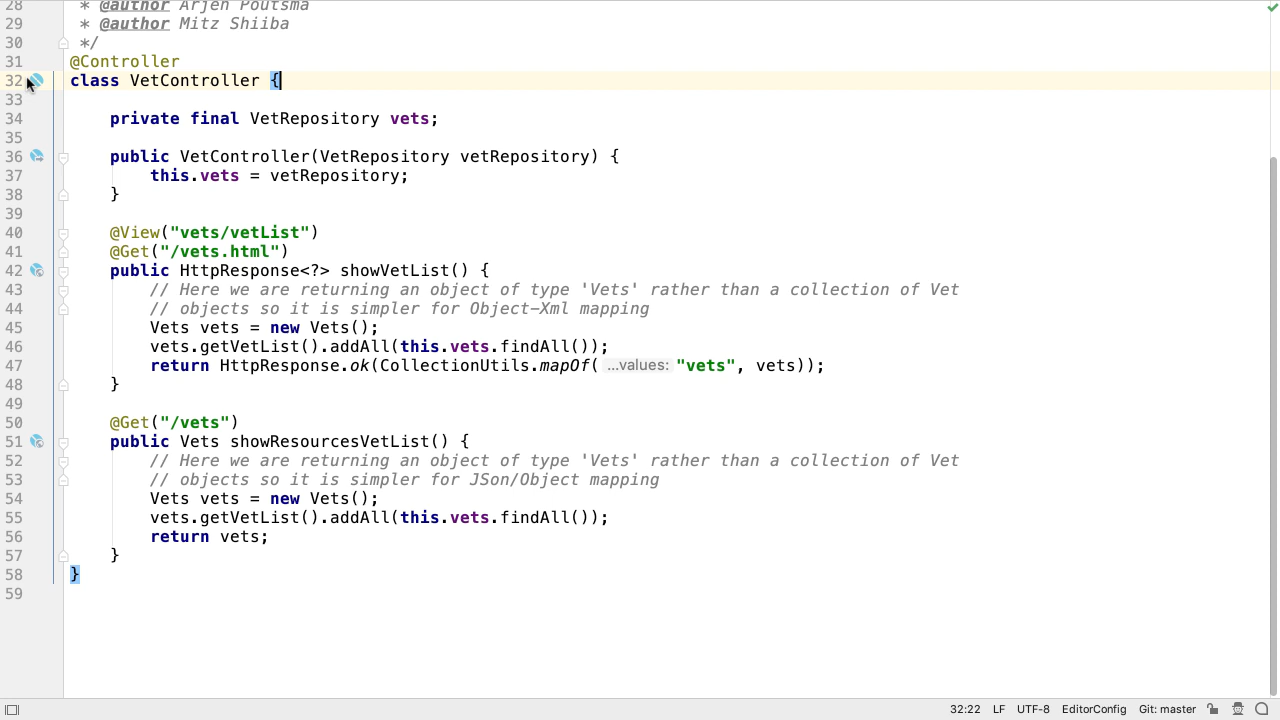 28 * @author Arjen Poutsma
29 * @author Mitz Shiiba
30 */
31 @Controller
32 class VetController {
33
34 private final VetRepository vets;
35
36 public VetController(VetRepository vetRepository) {
37 this.vets = vetRepository;
38 }
39
40 @View("vets/vetList")
41 @Get("/vets.html")
42 public HttpResponse<?> showVetList() {
43 // Here we are returning an object of type 'Vets' rather than a collection of Vet
44 // objects so it is simpler for Object-Xml mapping
45 Vets vets = new Vets();
46 vets.getVetList().addAll(this.vets.findAll());
47 return HttpResponse.ok(CollectionUtils.mapOf( ...values: "vets", vets));
48 }
49
50 @Get("/vets")
51 public Vets showResourcesVetList() {
52 // Here we are returning an object of type 'Vets' rather than a collection of Vet
53 // objects so it is simpler for JSon/Object mapping
54 Vets vets = new Vets();
55 vets.getVetList().addAll(this.vets.findAll());
56 return vets;
57 }
58 }
59
32:22 LF UTF-8 EditorConfig Git: master